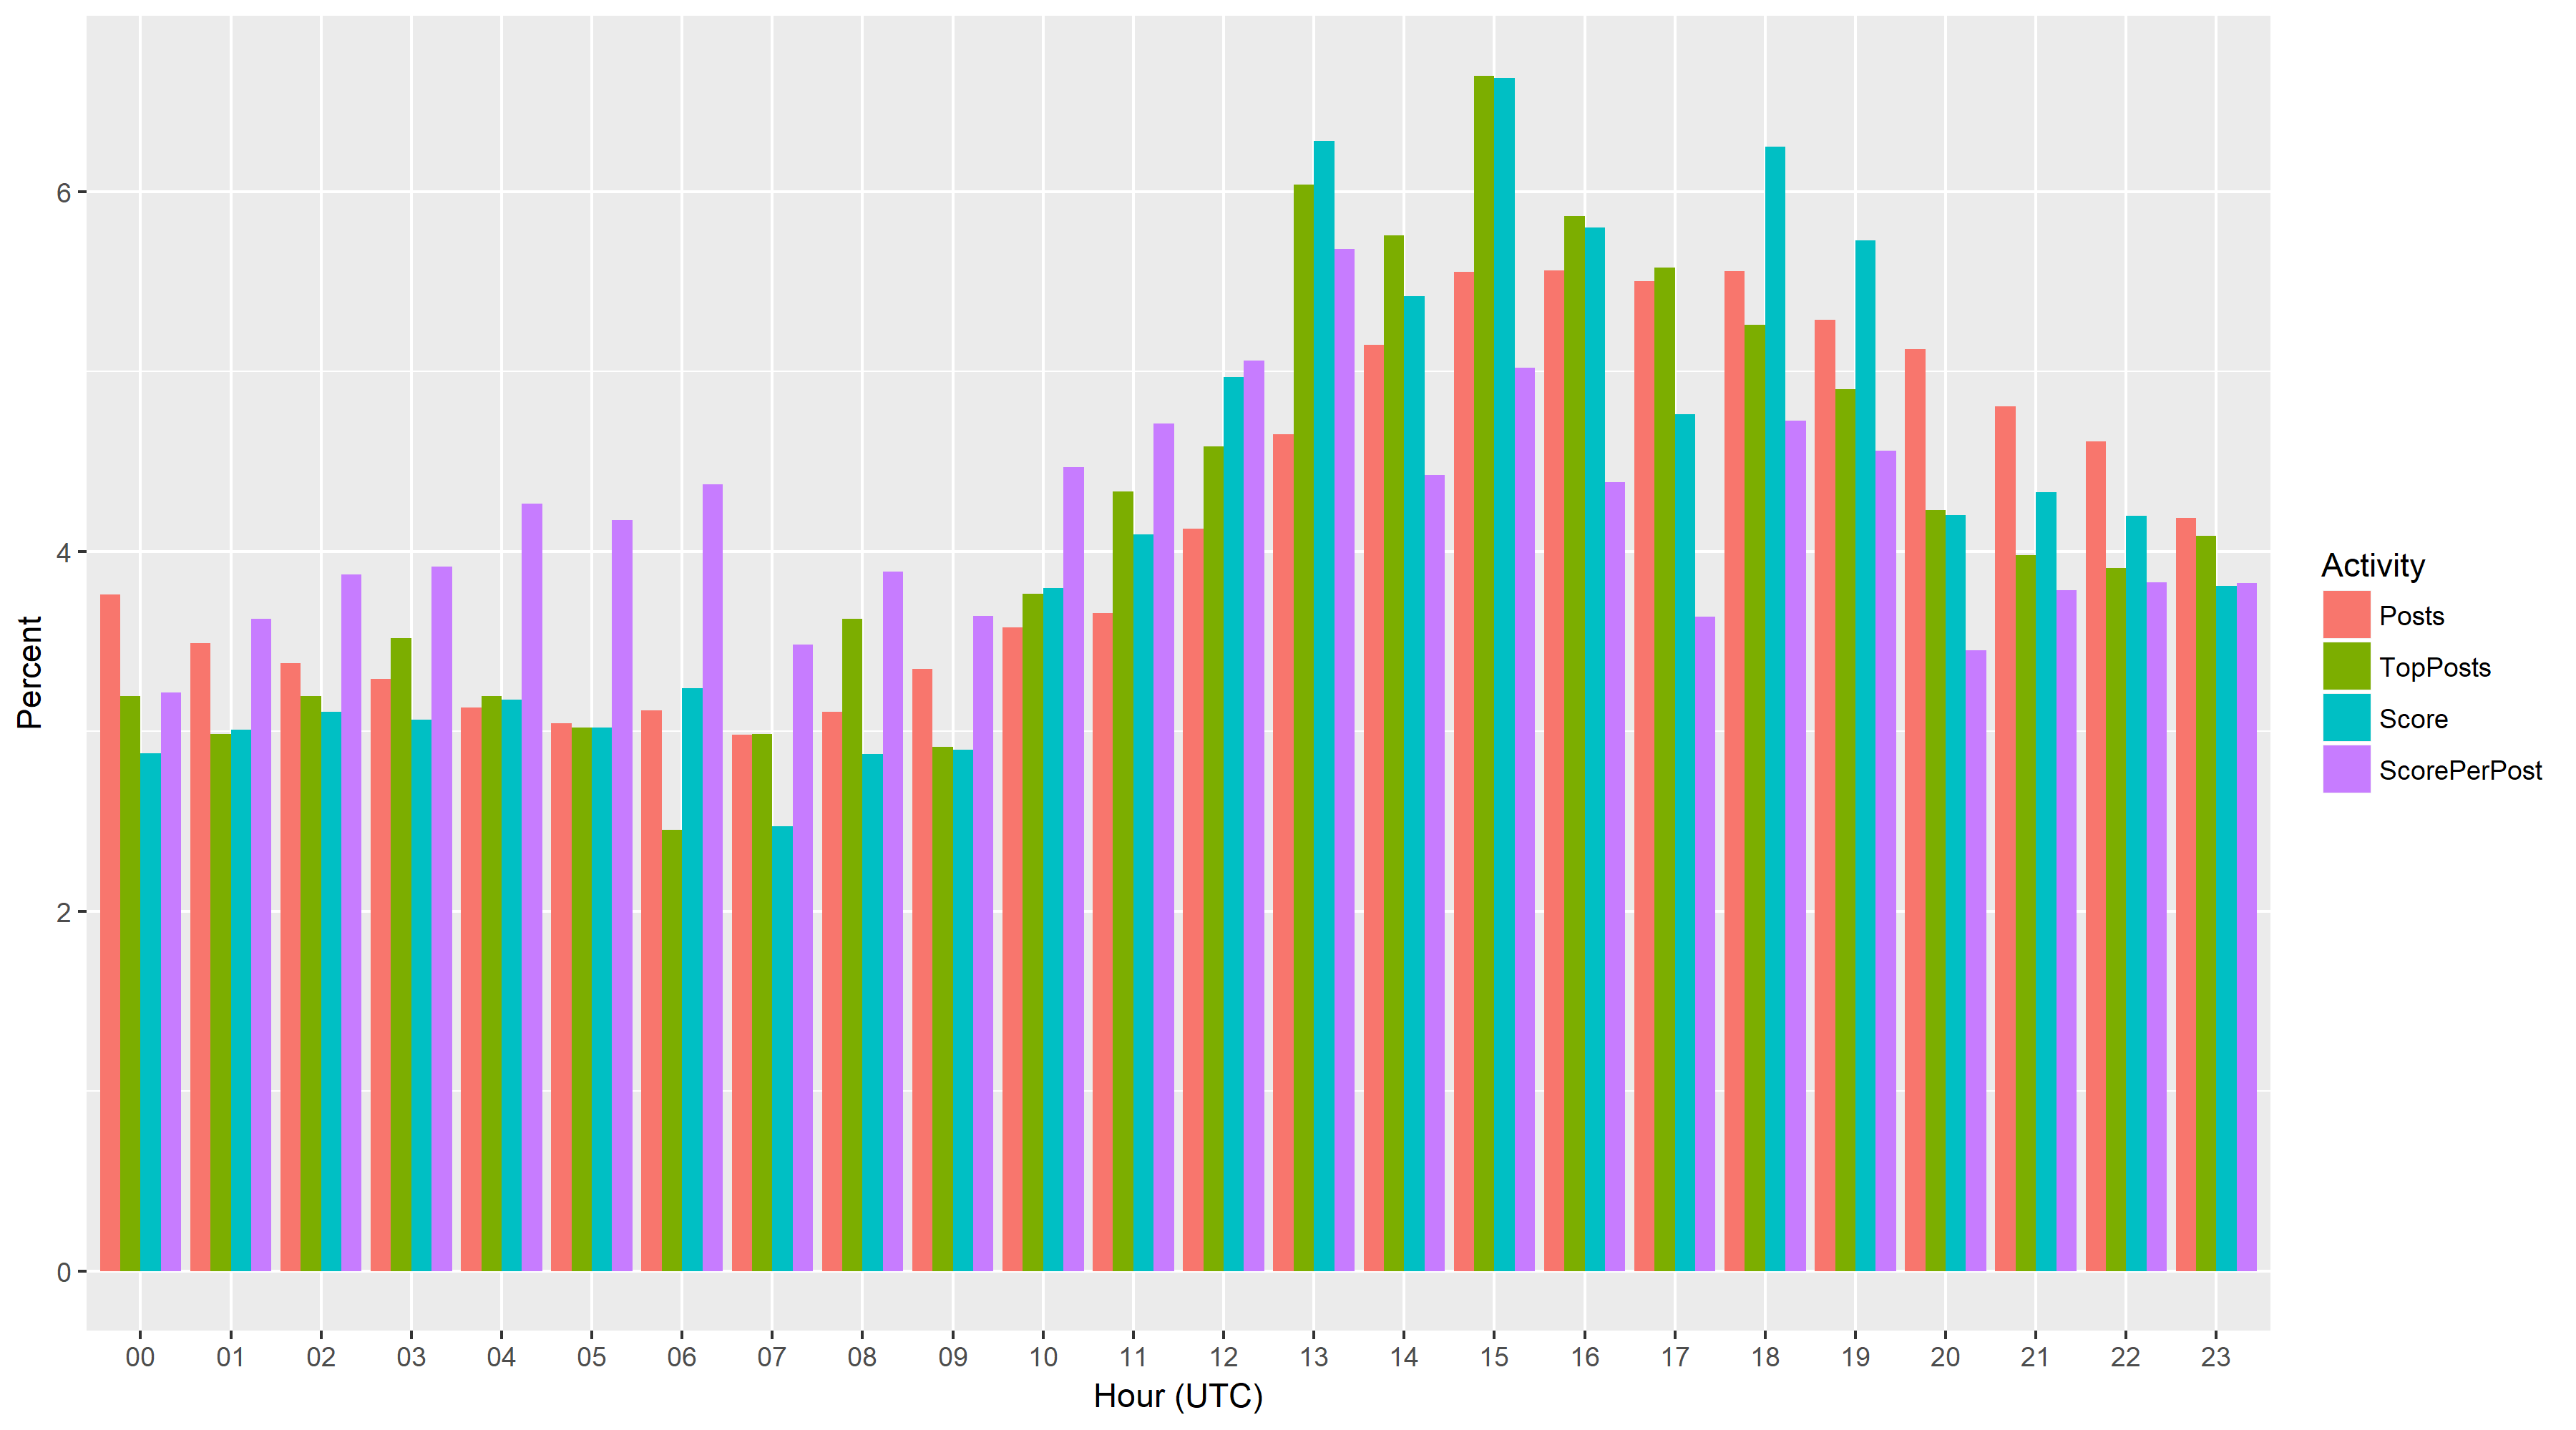 Percent
6
4
2
0
00 01 02 03 04 05 06 07 08 09 10 11 12 13 14 15 16 17 18 19 20 21 22 23
Hour (UTC)
Activity
Posts
TopPosts
Score
ScorePerPost